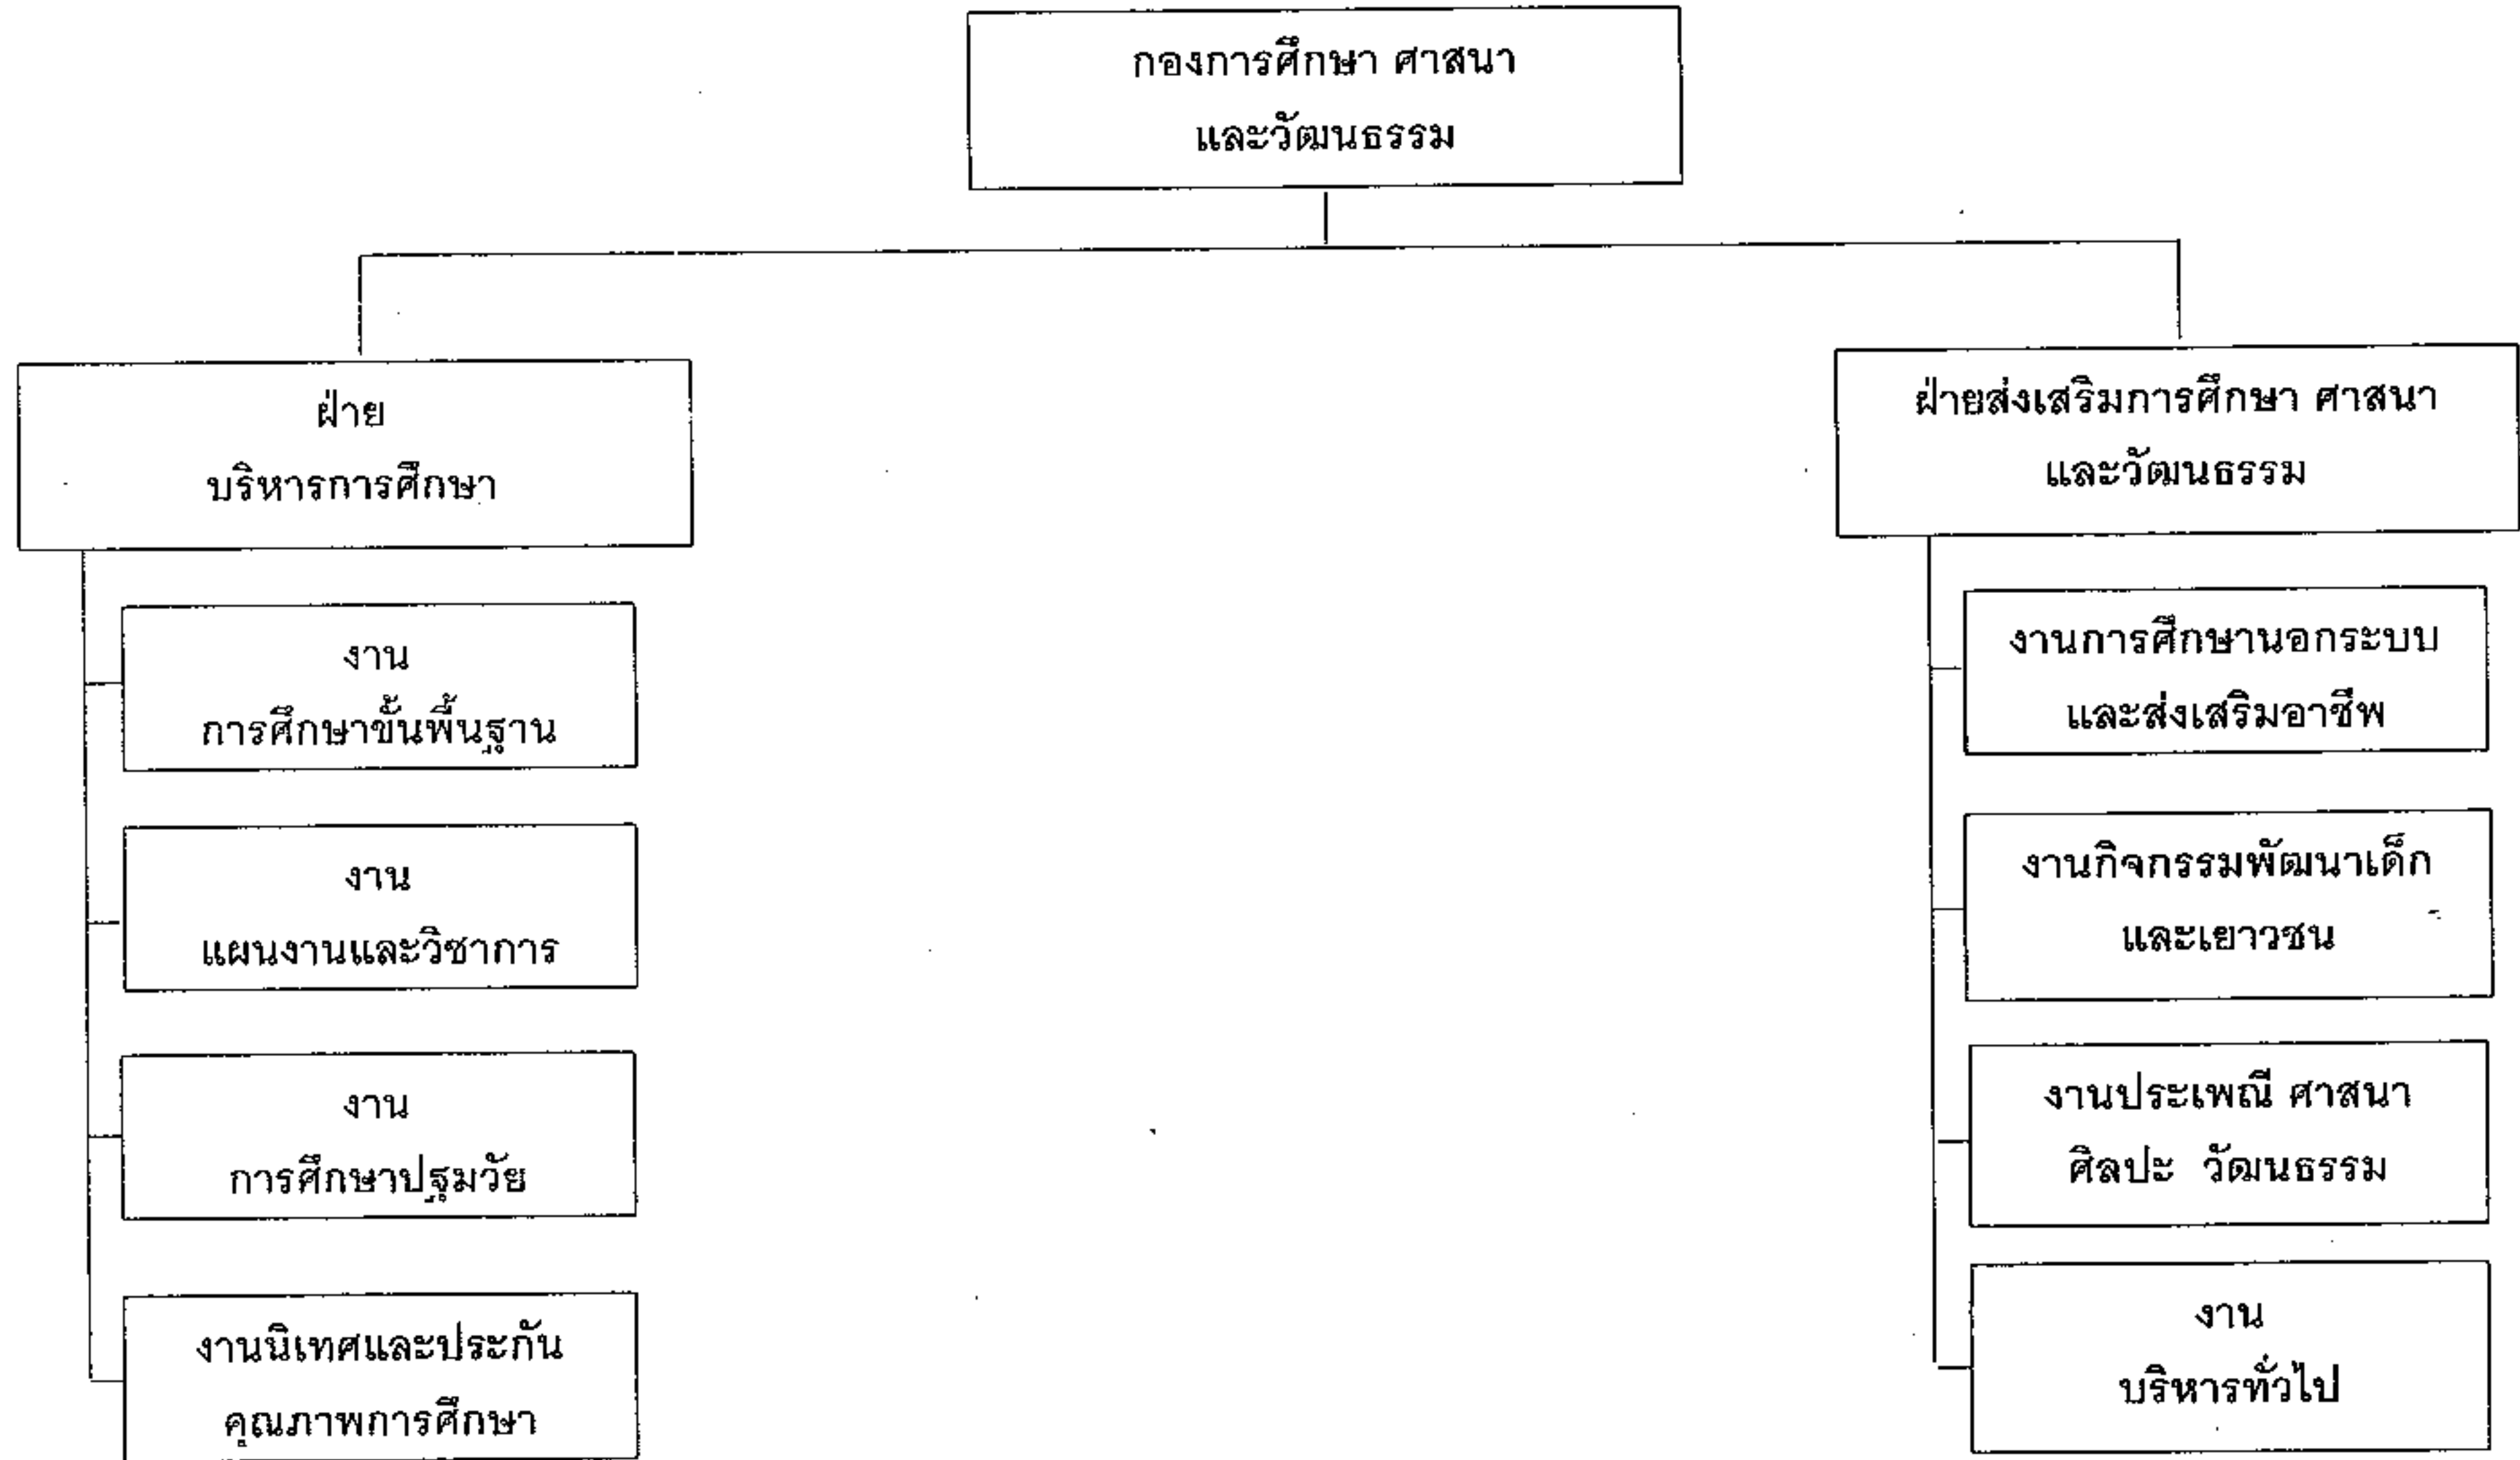 กองการศึกษา ศาสนา
และวัฒนธรรม
ฝ่าย
บริหารการศึกษา
งาน
การศึกษาขั้นพื้นฐาน
งาน
แผนงานและวิชาการ
งาน
การศึกษาปฐมวัย
งานนิเทศและประกัน
คุณภาพการศึกษา
ฝ่ายส่งเสริมการศึกษา ศาสนา
และวัฒนธรรม
งานการศึกษานอกระบบ
และส่งเสริมอาชีพ
งานกิจกรรมพัฒนาเด็ก
และเยาวชน
งานประเพณี ศาสนา
ศิลปะ วัฒนธรรม
งาน
บริหารทั่วไป